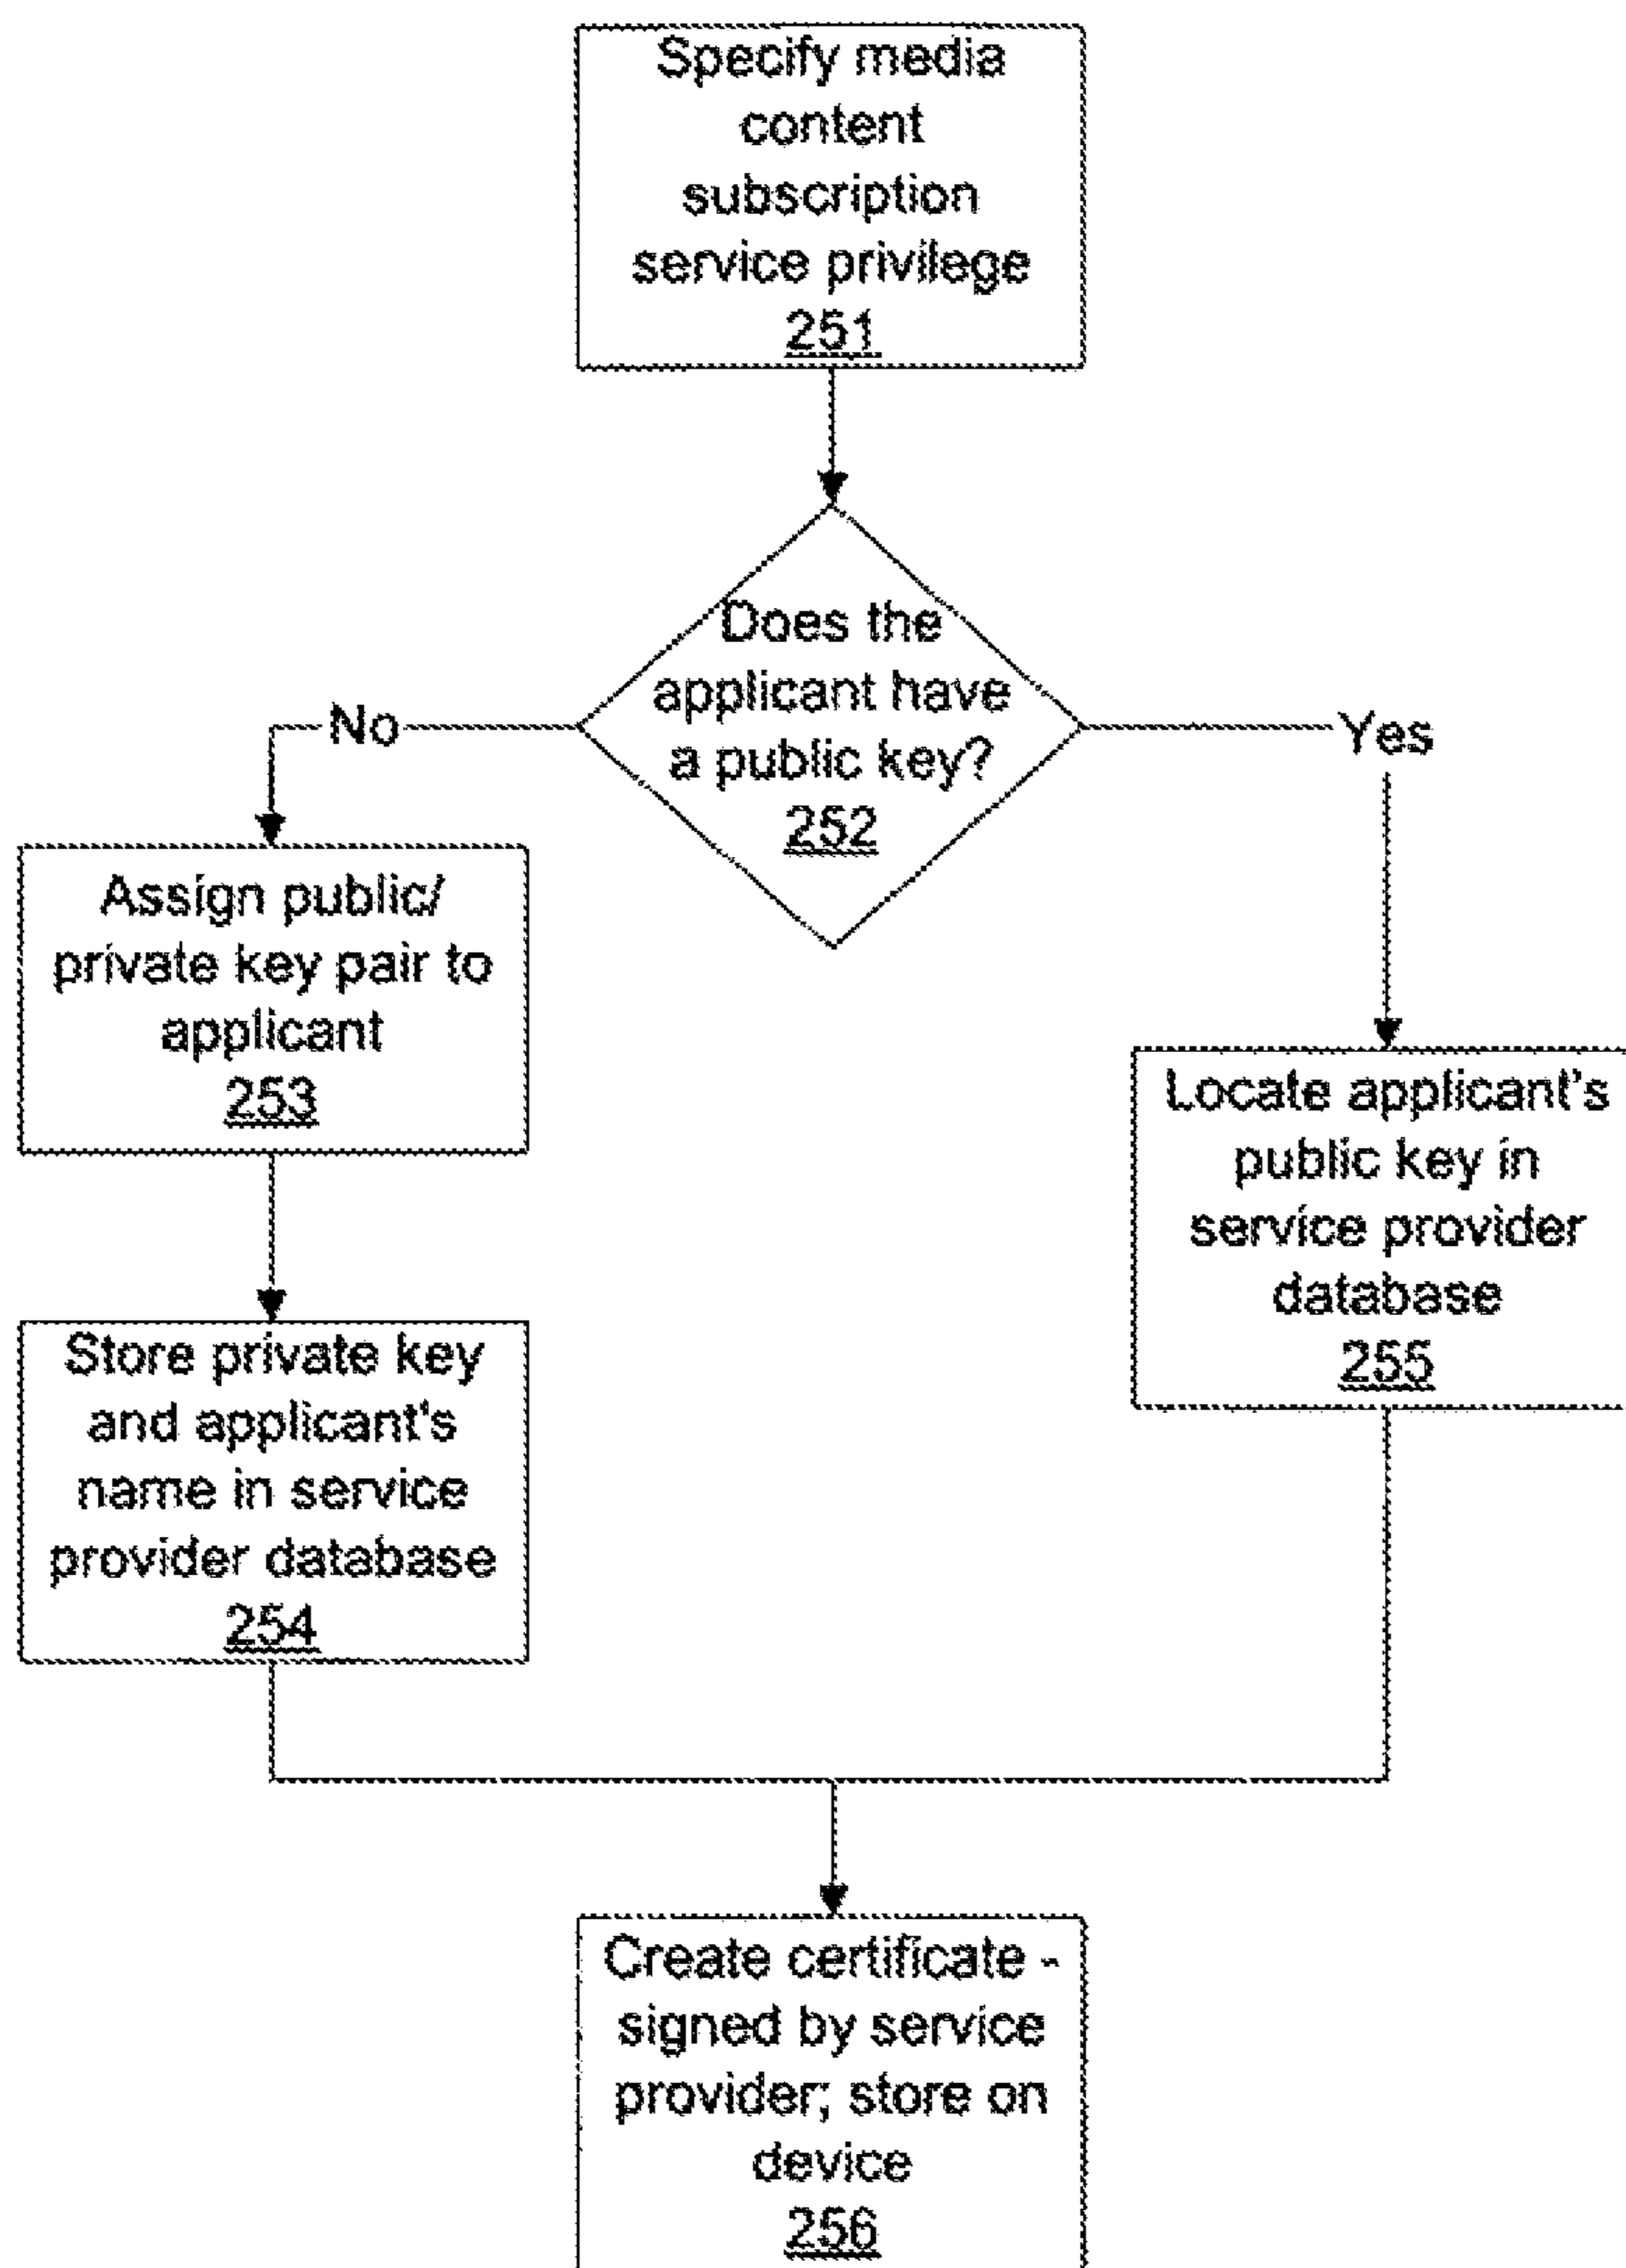 Specify media
content
subscription
service privilege
251
Does the
applicant have
a public key?
252
No
Yes
Assign public/
private key pair to
applicant
253
Locate applicant's
public key in
service provider
database
255
Store private key
and applicant's
name in service
provider database
254
Create certificate -
signed by service
provider; store on
device
256